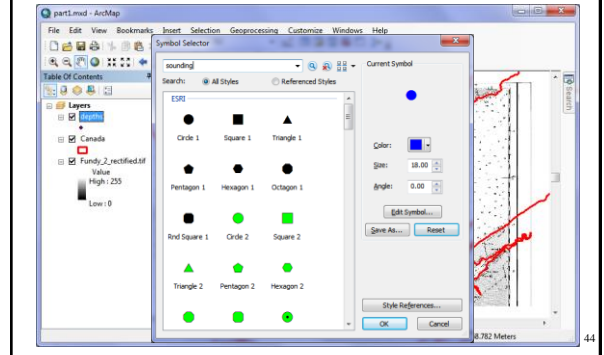 part1.mxd - ArcMap
File Edit View Bookmarks Insert Selection Geoprocessing Customize Windows Help
Symbol Selector
Table Of Contents
Layers
depths
Canada
Fundy_2_rectified.tif
Value
High : 255
Low : 0
sounding
Search: All Styles Referenced Styles
ESRI
Circle 1 Square 1 Triangle 1
Pentagon 1 Hexagon 1 Octagon 1
Rnd Square 1 Circle 2 Square 2
Triangle 2 Pentagon 2 Hexagon 2
Current Symbol
Color:
Size: 18.00
Angle: 0.00
Edit Symbol...
Save As... Reset
Style References...
OK Cancel
Search
8.782 Meters
44